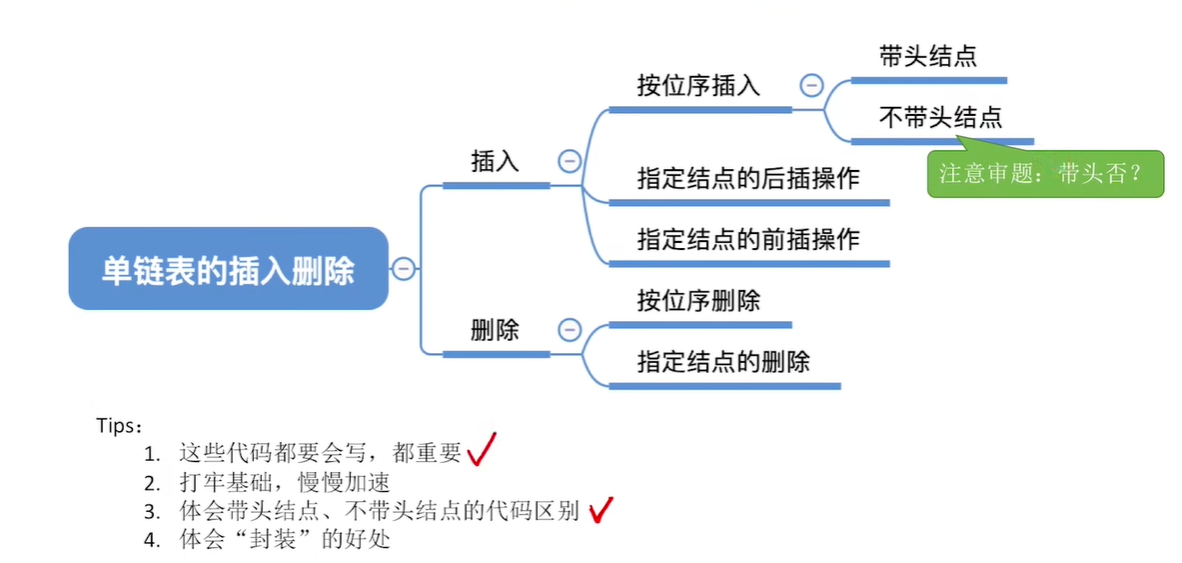 单链表的插入删除
插入
按位序插入
带头结点
不带头结点
注意审题：带头否？
指定结点的后插操作
指定结点的前插操作
删除
按位序删除
指定结点的删除
Tips：
1. 这些代码都要会写，都重要
2. 打牢基础，慢慢加速
3. 体会带头结点、不带头结点的代码区别
4. 体会“封装”的好处